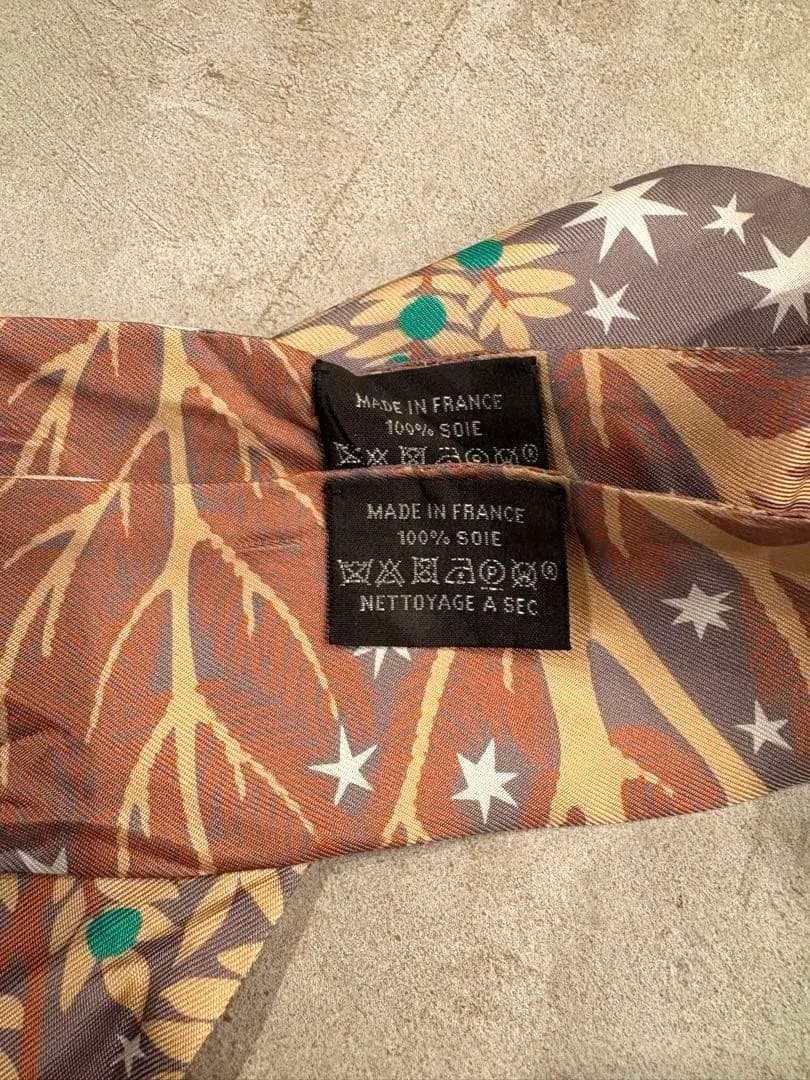 MADE IN FRANCE
100% SOIE
®
MADE IN FRANCE
100% SOIE
P ®
NETTOYAGE A SEC